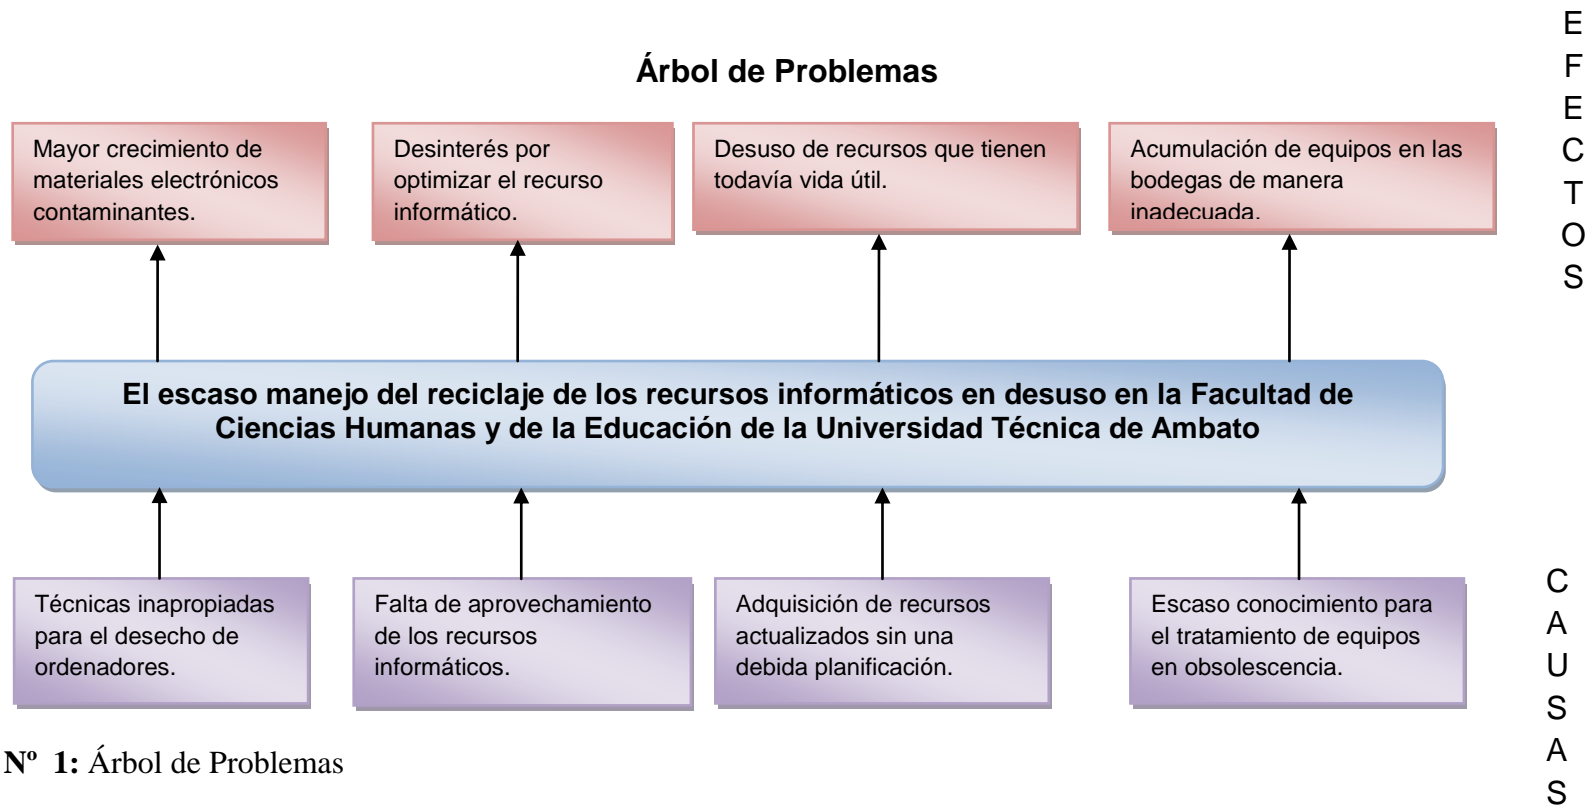 Árbol de Problemas
E
F
E
C
T
O
S
Mayor crecimiento de
materiales electrónicos
contaminantes.
Desinterés por
optimizar el recurso
informático.
Desuso de recursos que tienen
todavía vida útil.
Acumulación de equipos en las
bodegas de manera
inadecuada.
El escaso manejo del reciclaje de los recursos informáticos en desuso en la Facultad de
Ciencias Humanas y de la Educación de la Universidad Técnica de Ambato
Técnicas inapropiadas
para el desecho de
ordenadores.
Falta de aprovechamiento
de los recursos
informáticos.
Adquisición de recursos
actualizados sin una
debida planificación.
Escaso conocimiento para
el tratamiento de equipos
en obsolescencia.
C
A
U
S
A
S
Nº 1: Árbol de Problemas